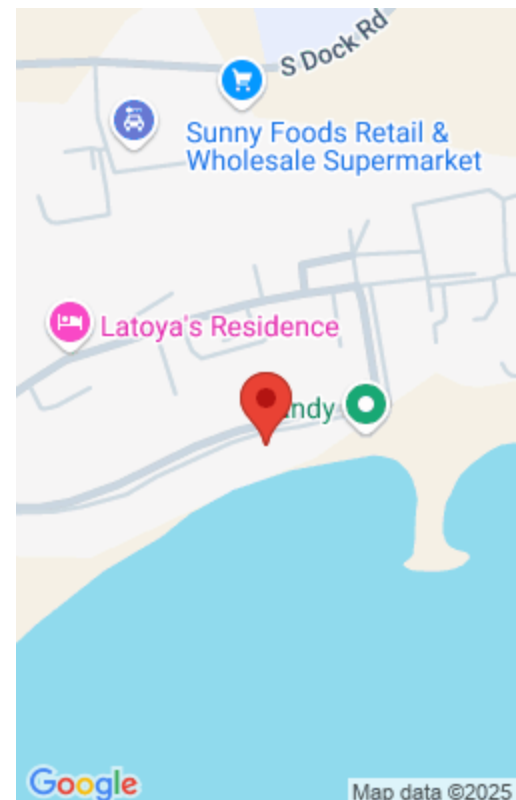 S Dock Rd
Sunny Foods Retail &
Wholesale Supermarket
Latoya's Residence
Google
Map data ©2025